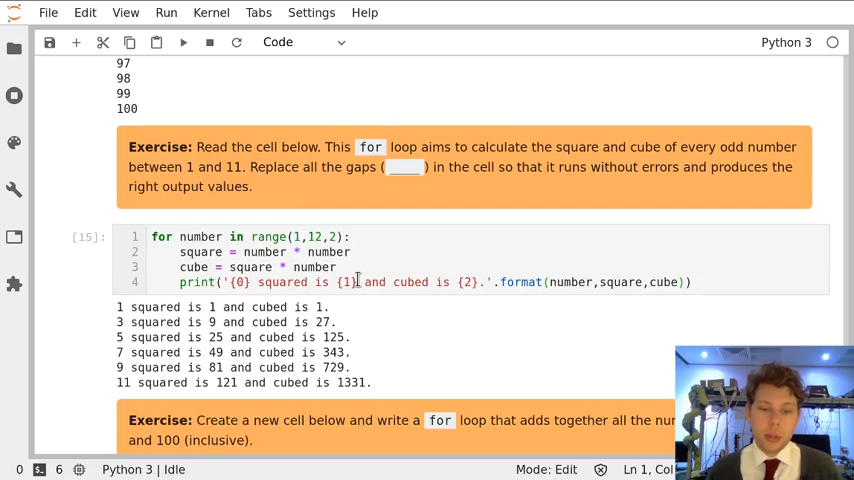 File Edit View Run Kernel Tabs Settings Help
Code Python 3
97
98
99
100
Exercise: Read the cell below. This for loop aims to calculate the square and cube of every odd number
between 1 and 11. Replace all the gaps ( ____ ) in the cell so that it runs without errors and produces the
right output values.
[15]: 1 for number in range(1,12,2):
2 square = number * number
3 cube = square * number
4 print('{0} squared is {1} and cubed is {2}.'.format(number,square,cube))
1 squared is 1 and cubed is 1.
3 squared is 9 and cubed is 27.
5 squared is 25 and cubed is 125.
7 squared is 49 and cubed is 343.
9 squared is 81 and cubed is 729.
11 squared is 121 and cubed is 1331.
Exercise: Create a new cell below and write a for loop that adds together all the
and 100 (inclusive).
0 6 Python 3 | Idle Mode: Edit Ln 1,